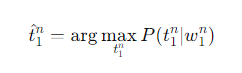 t̂₁ⁿ = arg max P(t₁ⁿ|w₁ⁿ)
t₁ⁿ